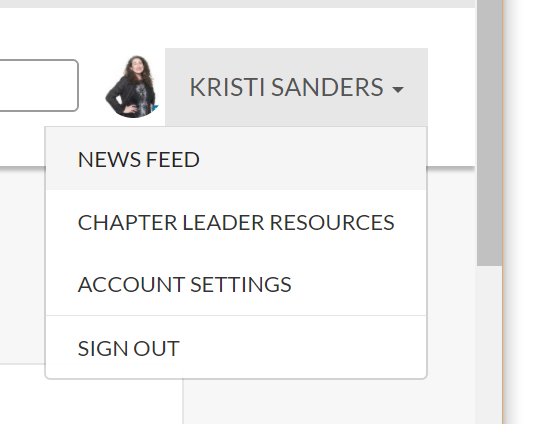 KRISTI SANDERS
NEWS FEED
CHAPTER LEADER RESOURCES
ACCOUNT SETTINGS
SIGN OUT